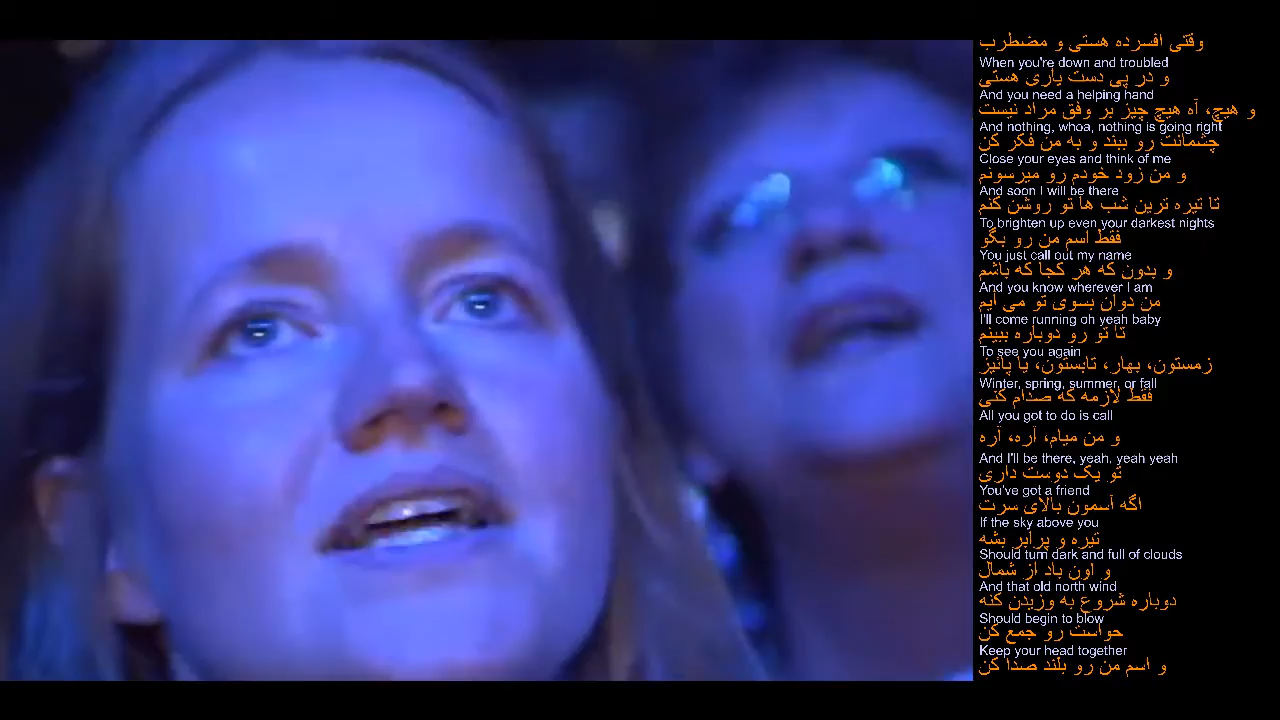 وقتی افسرده هستی و مضطرب
When you're down and troubled
و در پی دست یاری هستی
And you need a helping hand
و هیچ، آه هیچ چیز بر وفق مراد نیست
And nothing, whoa, nothing is going right
چشمانت رو ببند و به من فکر کن
Close your eyes and think of me
و من زود خودم رو میرسونم
And soon I will be there
تا تیره ترین شب ها تو روشن کنم
To brighten up even your darkest nights
فقط اسم من رو بگو
You just call out my name
و بدون که هر کجا که باشم
And you know wherever I am
من دوان بسوی تو می آیم
I'll come running oh yeah baby
تا تو رو دوباره ببینم
To see you again
زمستون، بهار، تابستون، یا پائیز
Winter, spring, summer, or fall
فقط لازمه که صدام کنی
All you got to do is call
و من میام، آره، آره
And I'll be there, yeah, yeah yeah
تو یک دوست داری
You've got a friend
اگه آسمون بالای سرت
If the sky above you
تیره و پرابر بشه
Should turn dark and full of clouds
و اون باد از شمال
And that old north wind
دوباره شروع به وزیدن کنه
Should begin to blow
حواست رو جمع کن
Keep your head together
و اسم من رو بلند صدا کن